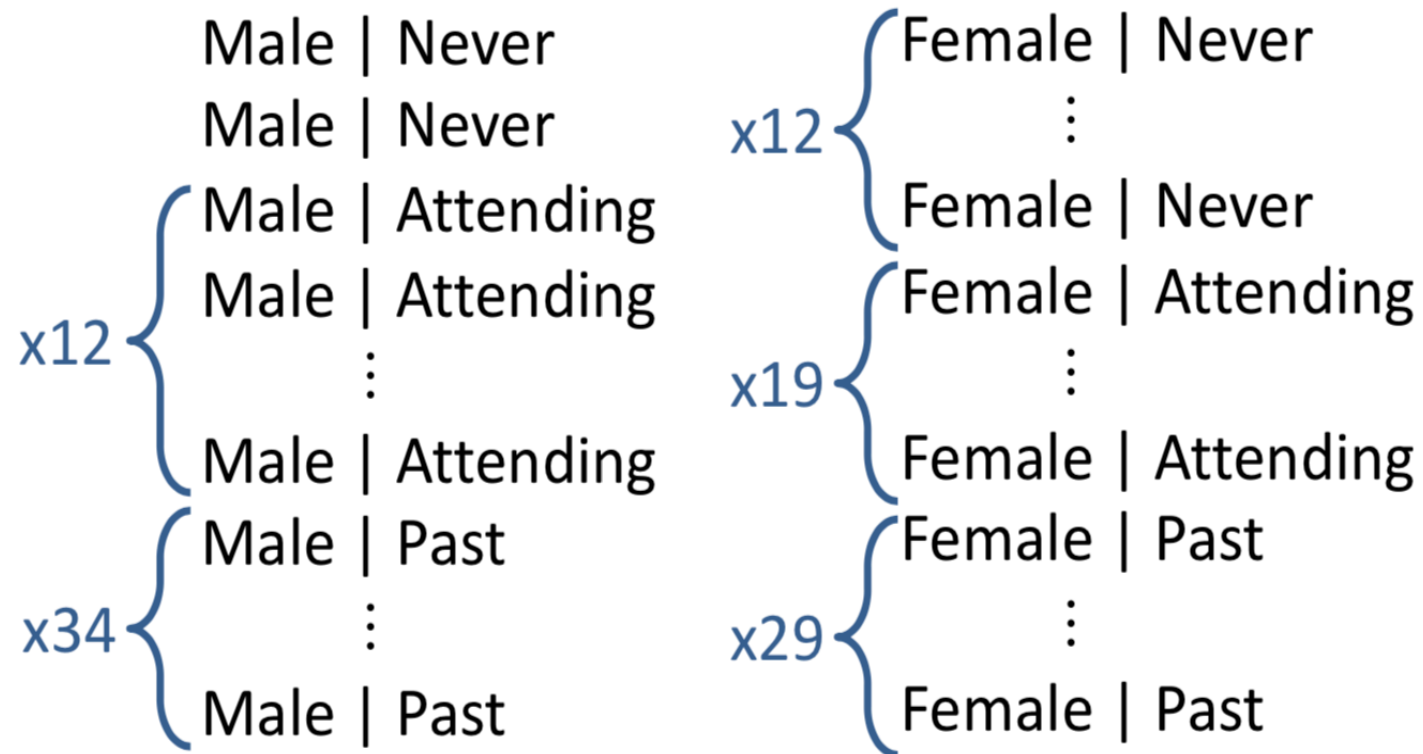 Male | Never
Male | Never
x12
Male | Attending
Male | Attending
⋮
Male | Attending
x34
Male | Past
⋮
Male | Past
x12
Female | Never
⋮
Female | Never
x19
Female | Attending
⋮
Female | Attending
x29
Female | Past
⋮
Female | Past